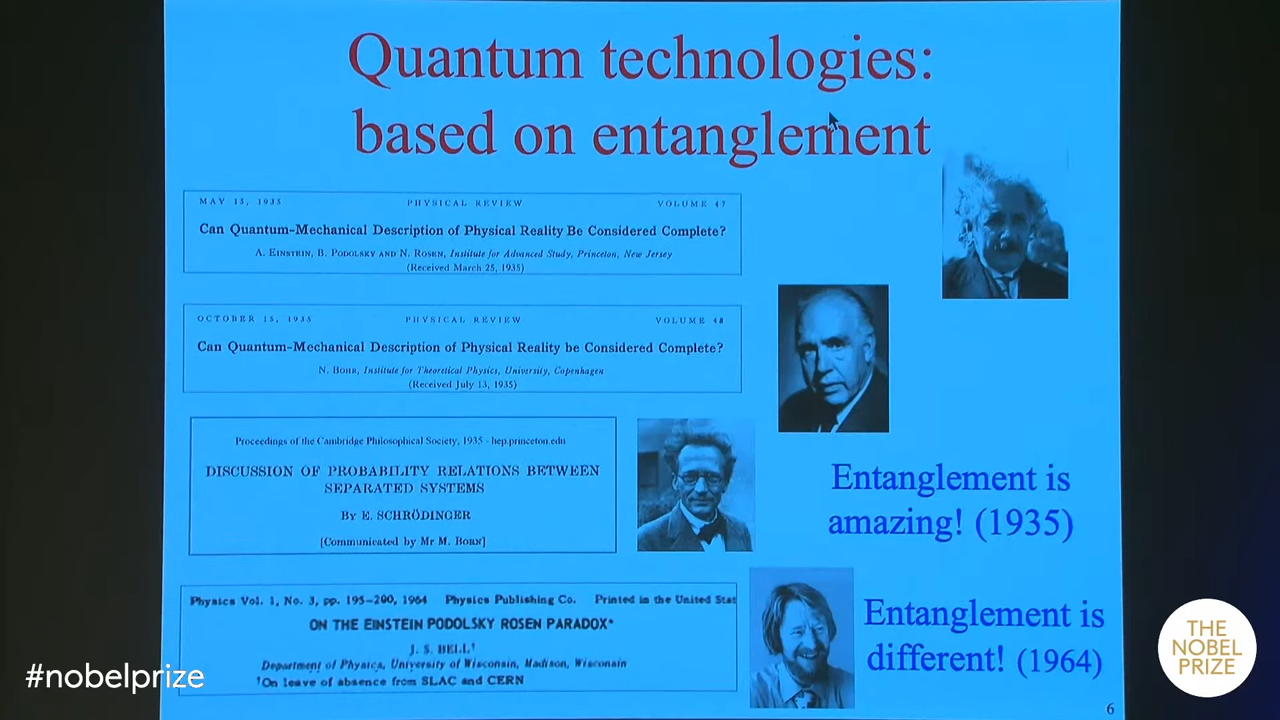 Quantum technologies:
based on entanglement
MAY 15, 1935 PHYSICAL REVIEW VOLUME 47
Can Quantum-Mechanical Description of Physical Reality Be Considered Complete?
A. EINSTEIN, B. PODOLSKY AND N. ROSEN, Institute for Advanced Study, Princeton, New Jersey
(Received March 25, 1935)
OCTOBER 15, 1935 PHYSICAL REVIEW VOLUME 48
Can Quantum-Mechanical Description of Physical Reality be Considered Complete?
N. BOHR, Institute for Theoretical Physics, University, Copenhagen
(Received July 13, 1935)
Proceedings of the Cambridge Philosophical Society, 1935 - hep.princeton.edu
DISCUSSION OF PROBABILITY RELATIONS BETWEEN
SEPARATED SYSTEMS
BY E. SCHRÖDINGER
[Communicated by Mr M. BORN]
Entanglement is
amazing! (1935)
Physics Vol. 1, No. 3, pp. 195-200, 1964 Physics Publishing Co. Printed in the United Stat
ON THE EINSTEIN PODOLSKY ROSEN PARADOX*
J. S. BELL†
Department of Physics, University of Wisconsin, Madison, Wisconsin
†On leave of absence from SLAC and CERN
Entanglement is
different! (1964)
6
#nobelprize
THE
NOBEL
PRIZE